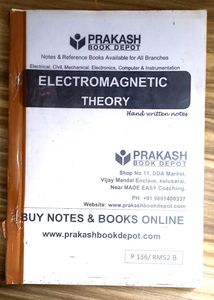 PRAKASH
BOOK DEPOT
Notes & Reference Books Available for All Branches
Electrical, Civil, Mechanical, Electronics, Computer & Instrumentation
ELECTROMAGNETIC
THEORY
Hand written notes
PRAKASH
BOOK DEPOT
Shop No 11, DDA Market,
Vijay Mandal Enclave, kalusarai,
Near MADE EASY Coaching,
PH: +91 9891400337
Website: www.prakashbookdepot.com
BUY NOTES & BOOKS ONLINE
www.prakashbookdepot.com
P 136/ RMS2 B